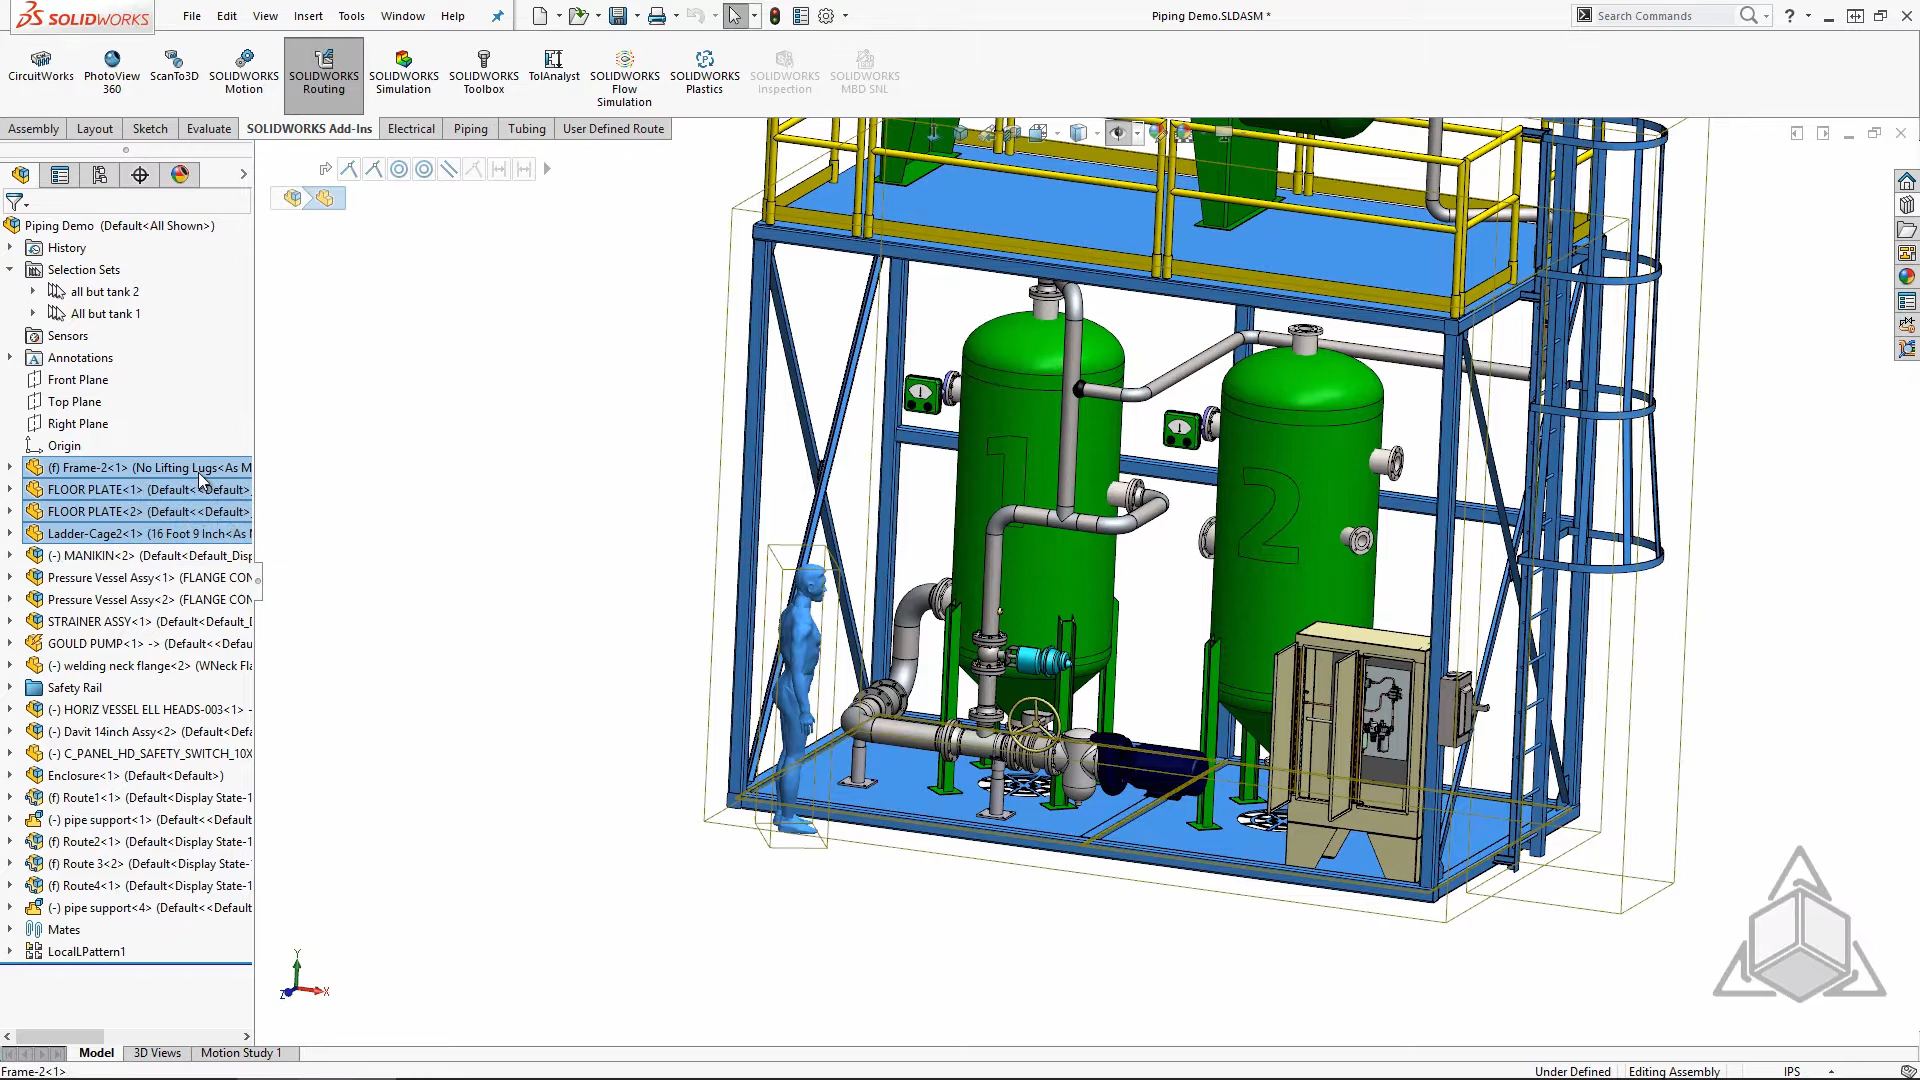 SOLIDWORKS
File Edit View Insert Tools Window Help
Piping Demo.SLDASM *
Search Commands
CircuitWorks
PhotoView 360
ScanTo3D
SOLIDWORKS Motion
SOLIDWORKS Routing
SOLIDWORKS Simulation
SOLIDWORKS Toolbox
TolAnalyst
SOLIDWORKS Flow Simulation
SOLIDWORKS Plastics
SOLIDWORKS Inspection
SOLIDWORKS MBD SNL
Assembly Layout Sketch Evaluate SOLIDWORKS Add-Ins Electrical Piping Tubing User Defined Route
Piping Demo (Default<All Shown>)
History
Selection Sets
all but tank 2
All but tank 1
Sensors
Annotations
Front Plane
Top Plane
Right Plane
Origin
(f) Frame-2<1> (No Lifting Lugs<As M
FLOOR PLATE<1> (Default<<Default>
FLOOR PLATE<2> (Default<<Default>
Ladder-Cage2<1> (16 Foot 9 Inch<As
(-) MANIKIN<2> (Default<Default_Disp
Pressure Vessel Assy<1> (FLANGE CON
Pressure Vessel Assy<2> (FLANGE CON
STRAINER ASSY<1> (Default<Default_D
GOULD PUMP<1> -> (Default<<Defau
(-) welding neck flange<2> (WNeck Fla
Safety Rail
(-) HORIZ VESSEL ELL HEADS-003<1> -
(-) Davit 14inch Assy<2> (Default<Defa
(-) C_PANEL_HD_SAFETY_SWITCH_10X
Enclosure<1> (Default<Default>)
(f) Route1<1> (Default<Display State-1
(-) pipe support<1> (Default<<Default
(f) Route2<1> (Default<Display State-1
(f) Route 3<2> (Default<Display State-
(f) Route4<1> (Default<Display State-1
(-) pipe support<4> (Default<<Default
Mates
LocalLPattern1
1
2
Y
X
Z
Model 3D Views Motion Study 1
Frame-2<1>
Under Defined Editing Assembly IPS